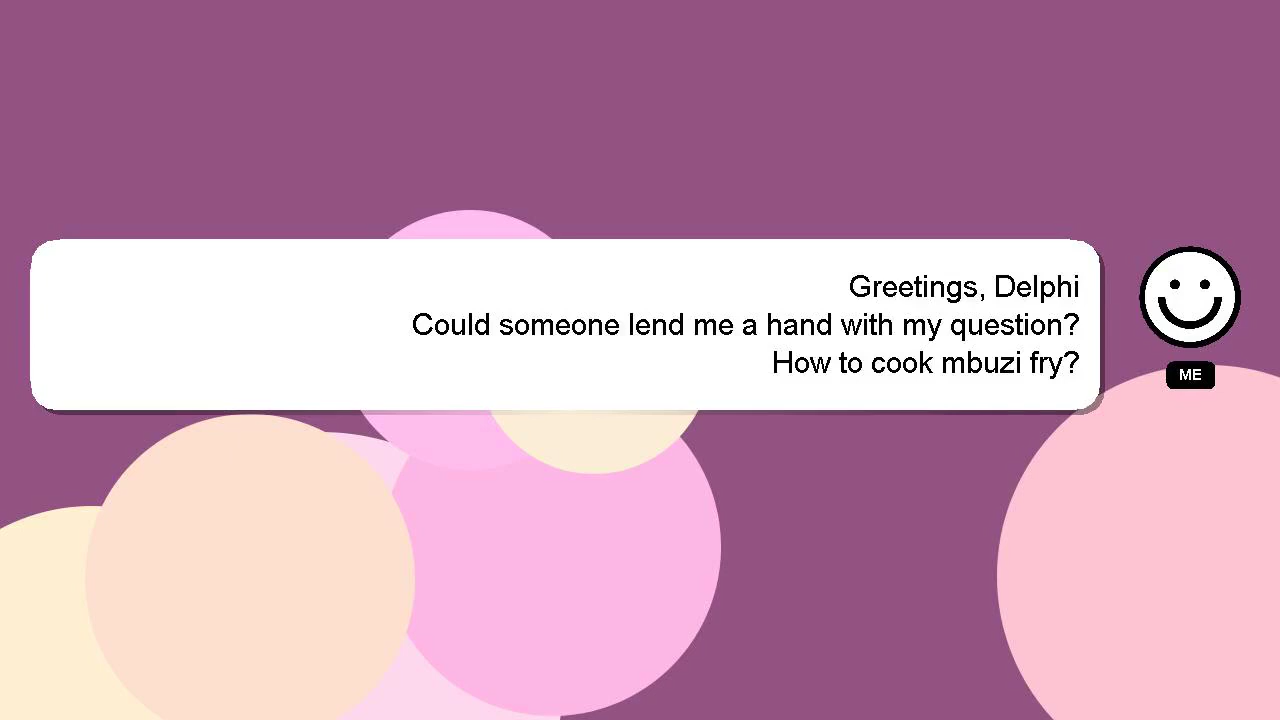 Greetings, Delphi
Could someone lend me a hand with my question?
How to cook mbuzi fry?
ME